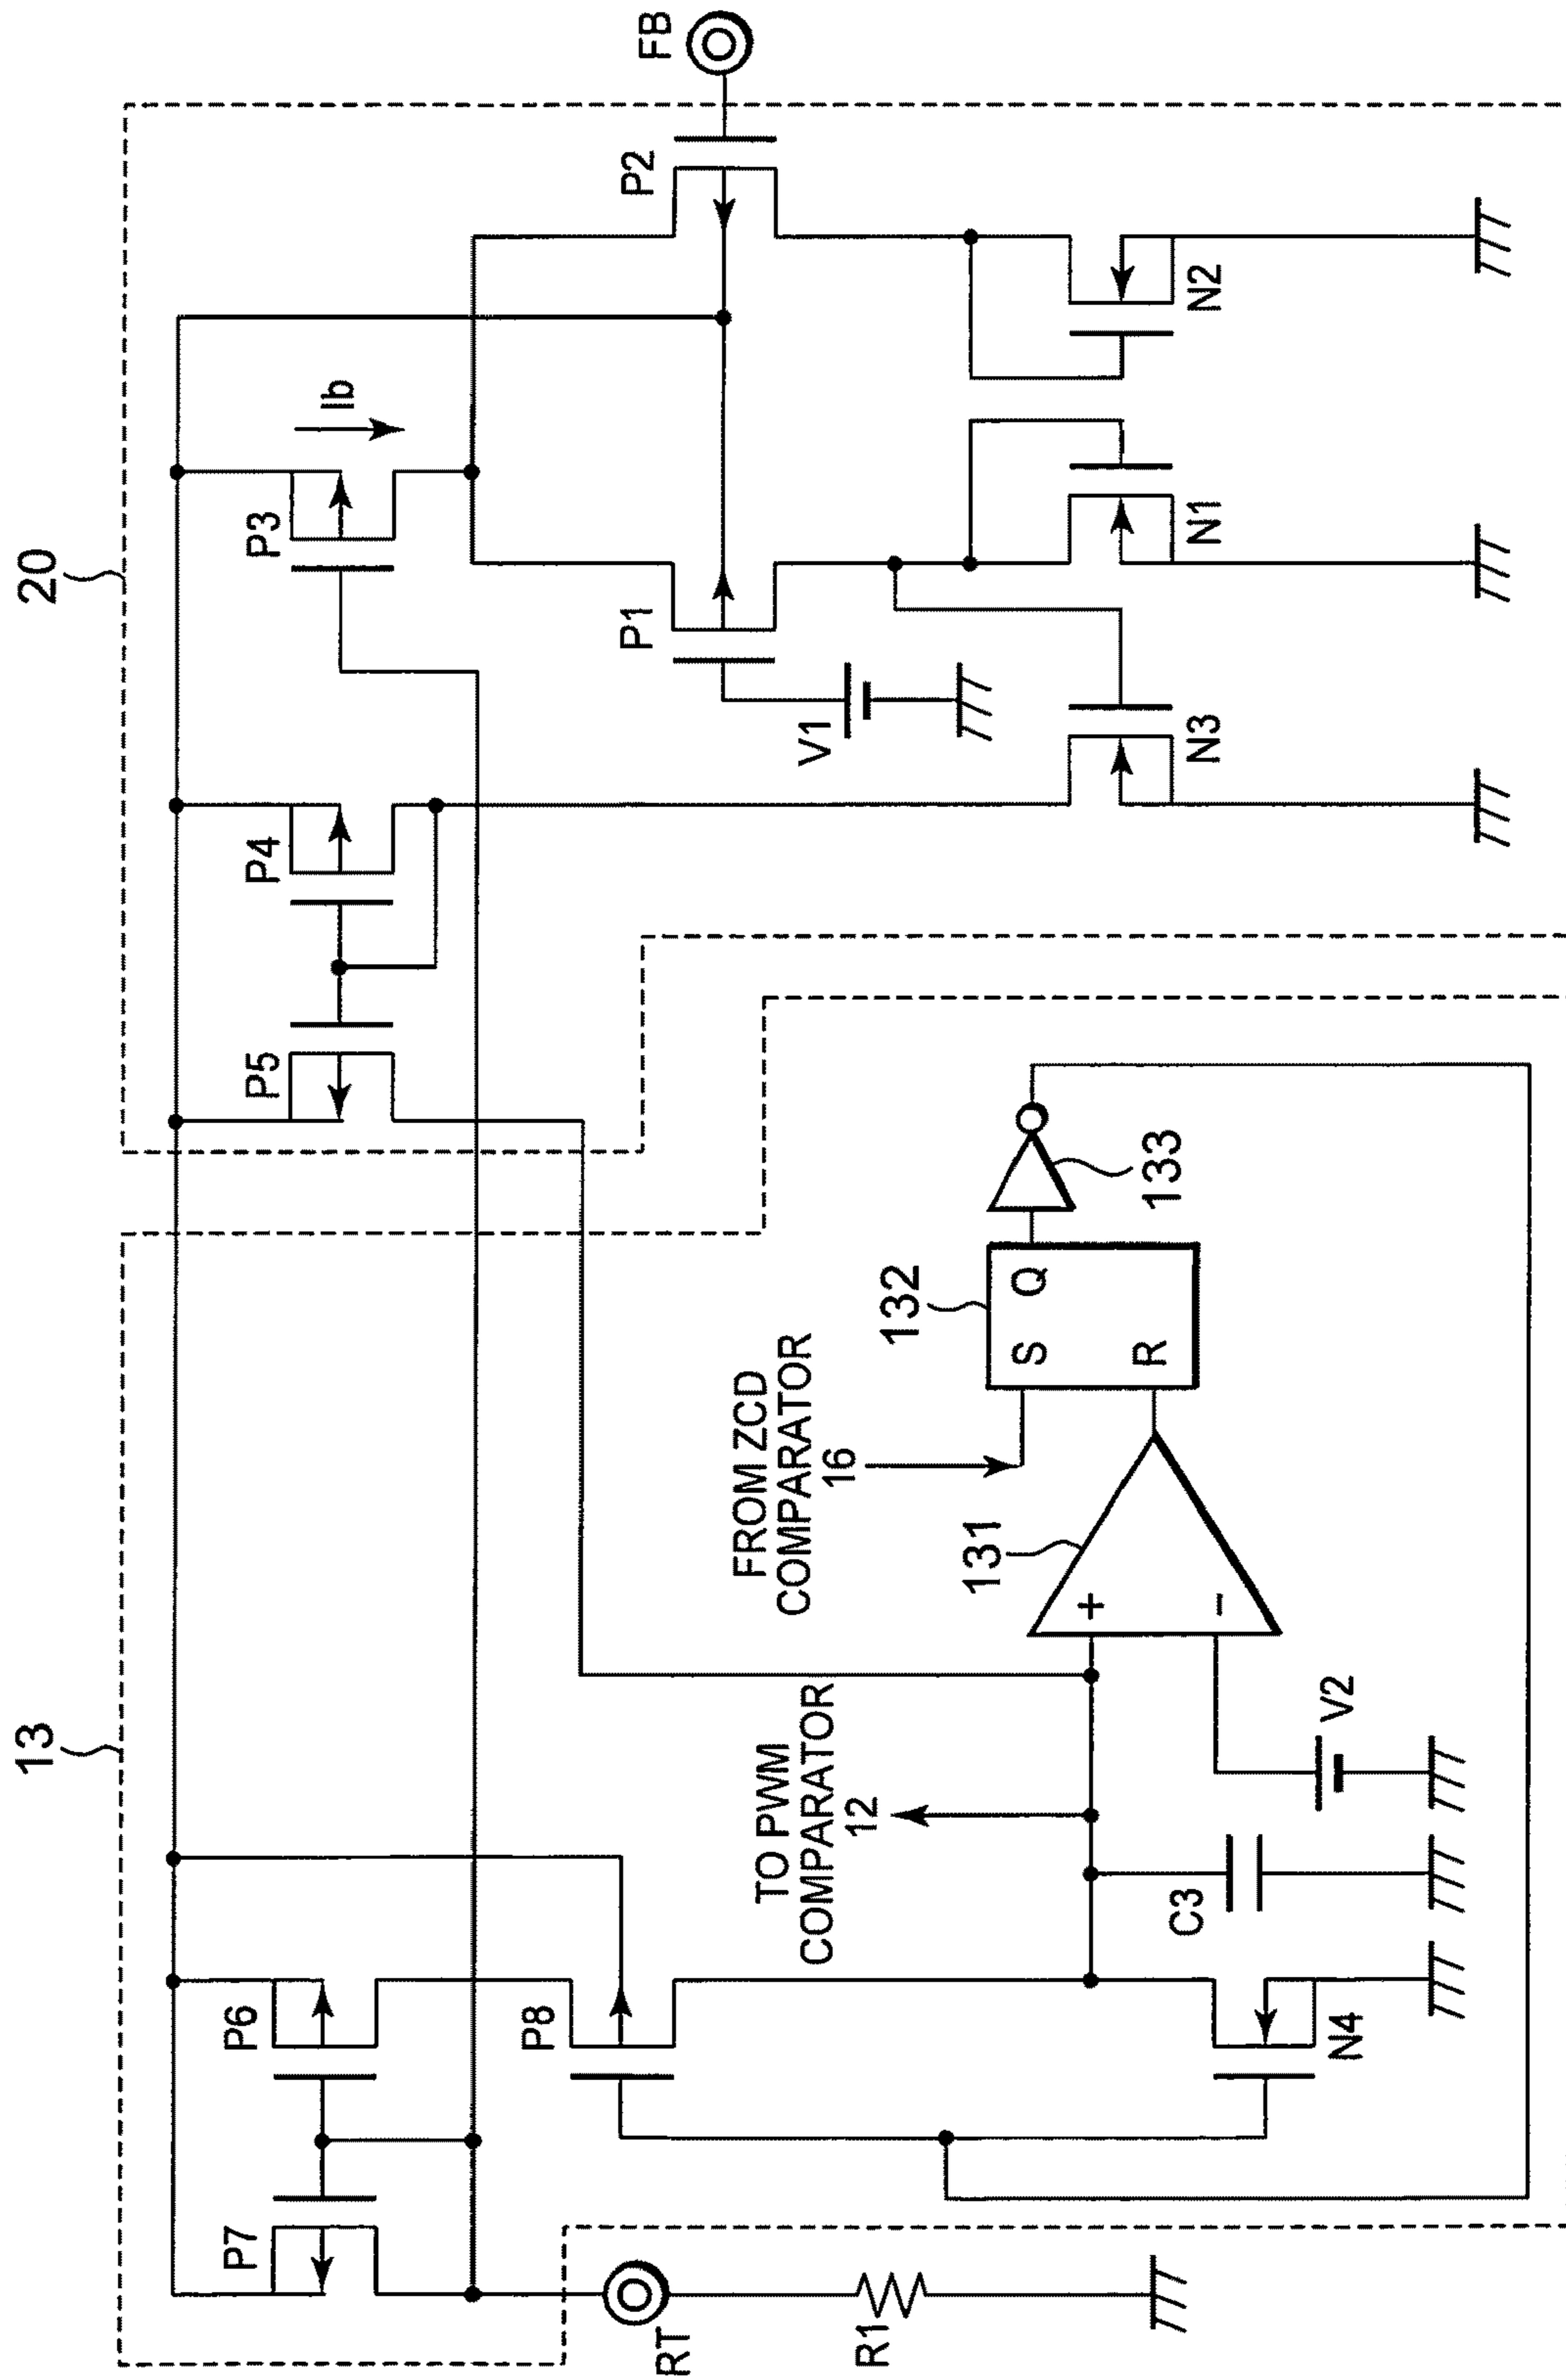 13
20
P7
P6
P5
P4
P3
Ib
P8
P1
P2
FB
V1
RT
R1
TO PWM
COMPARATOR
12
FROM ZCD
COMPARATOR
16
131
132
133
+
-
S
Q
R
C3
V2
N4
N3
N1
N2